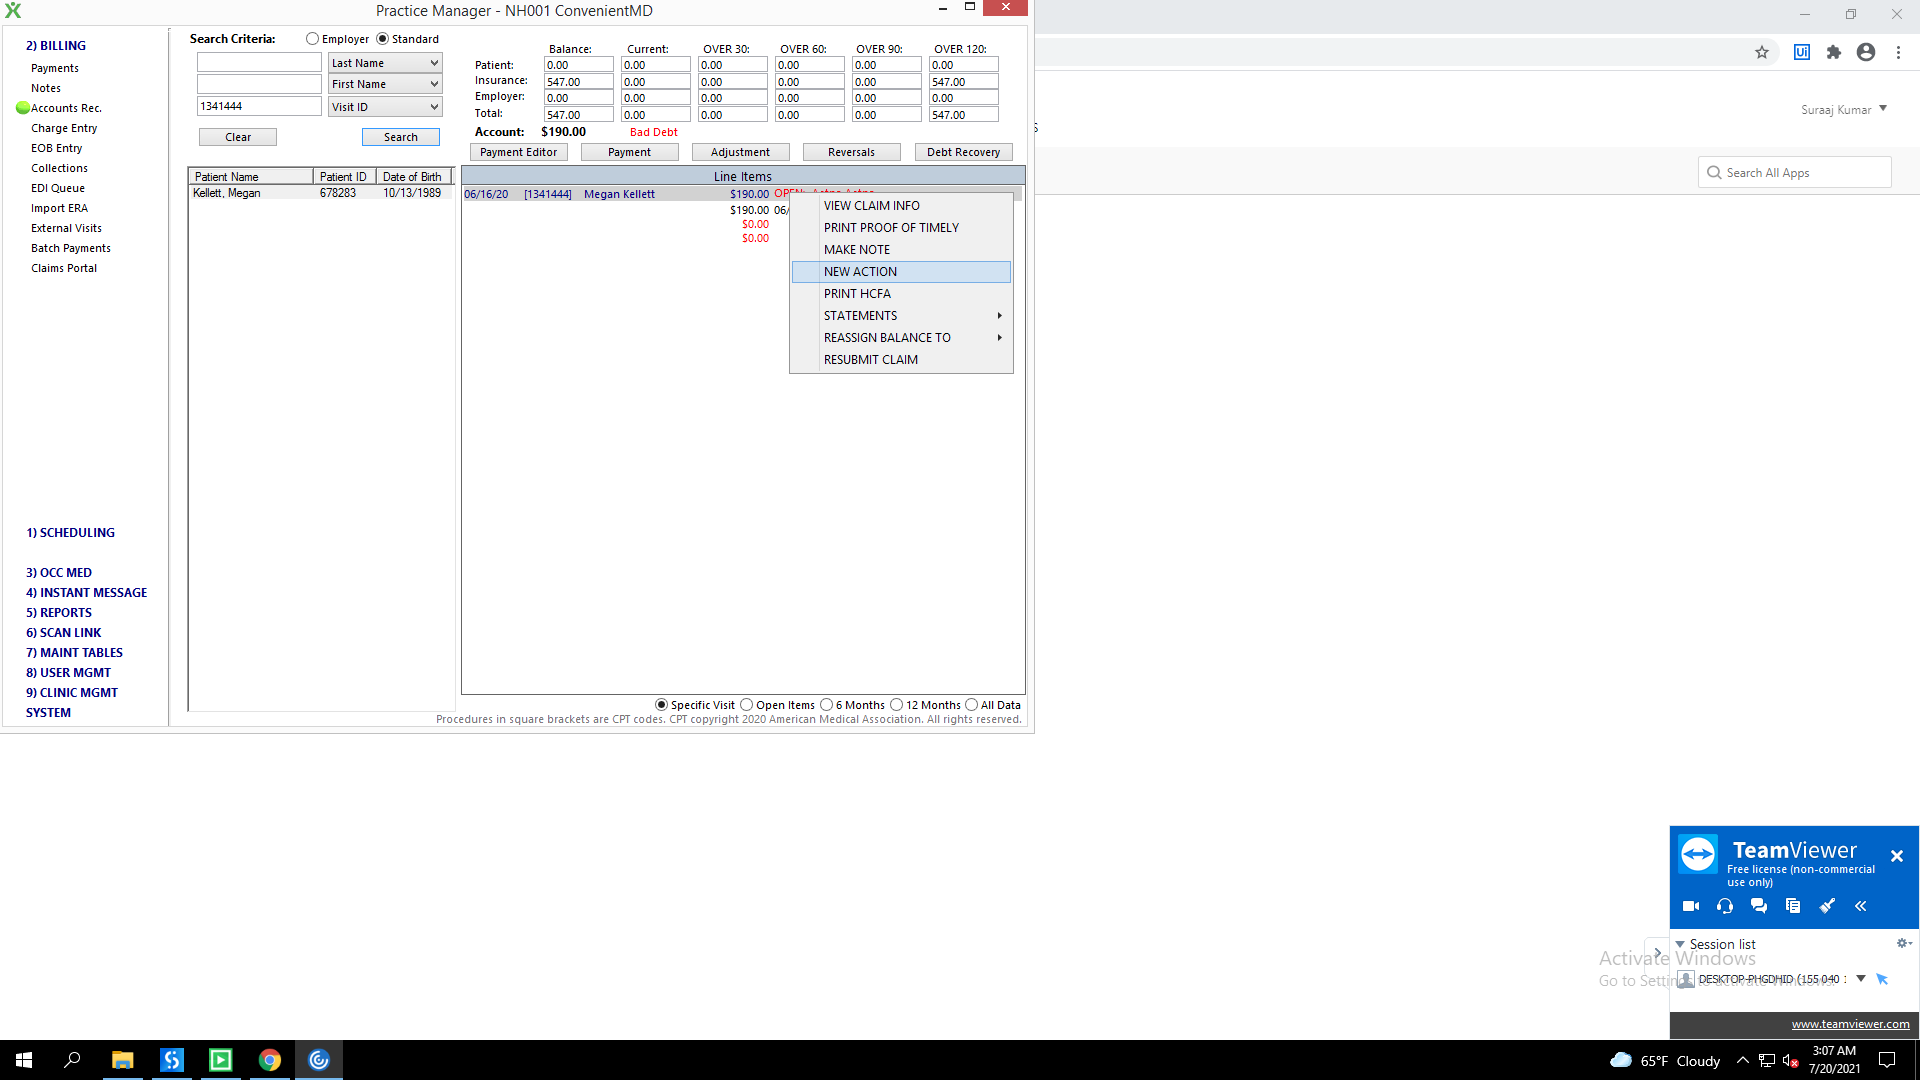 Practice Manager - NH001 ConvenientMD
2) BILLING
Payments
Notes
Accounts Rec.
Charge Entry
EOB Entry
Collections
EDI Queue
Import ERA
External Visits
Batch Payments
Claims Portal
1) SCHEDULING
3) OCC MED
4) INSTANT MESSAGE
5) REPORTS
6) SCAN LINK
7) MAINT TABLES
8) USER MGMT
9) CLINIC MGMT
SYSTEM
Search Criteria: Employer Standard
Last Name
First Name
1341444 Visit ID
Clear Search
Patient Name Patient ID Date of Birth
Kellett, Megan 678283 10/13/1989
Balance: Current: OVER 30: OVER 60: OVER 90: OVER 120:
Patient: 0.00 0.00 0.00 0.00 0.00 0.00
Insurance: 547.00 0.00 0.00 0.00 0.00 547.00
Employer: 0.00 0.00 0.00 0.00 0.00 0.00
Total: 547.00 0.00 0.00 0.00 0.00 547.00
Account: $190.00 Bad Debt
Payment Editor Payment Adjustment Reversals Debt Recovery
Line Items
06/16/20 [1341444] Megan Kellett $190.00
$190.00 06/
$0.00
$0.00
VIEW CLAIM INFO
PRINT PROOF OF TIMELY
MAKE NOTE
NEW ACTION
PRINT HCFA
STATEMENTS
REASSIGN BALANCE TO
RESUBMIT CLAIM
Specific Visit Open Items 6 Months 12 Months All Data
Procedures in square brackets are CPT codes. CPT copyright 2020 American Medical Association. All rights reserved.
Suraaj Kumar
Search All Apps
TeamViewer
Free license (non-commercial
use only)
Session list
Activate Windows
Go to Settings to activate Windows.
DESKTOP-PHGDHID (155 040
www.teamviewer.com
65°F Cloudy
3:07 AM
7/20/2021